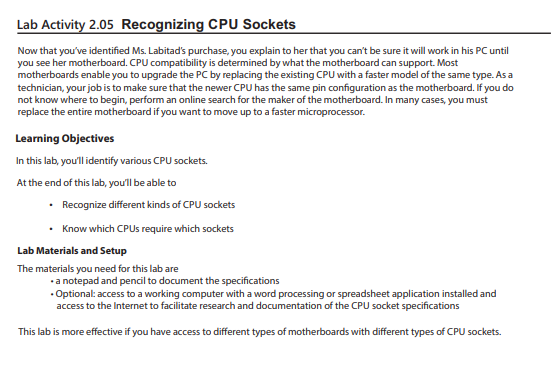 Lab Activity 2.05 Recognizing CPU Sockets
Now that you've identified Ms. Labitad's purchase, you explain to her that you can't be sure it will work in his PC until
you see her motherboard. CPU compatibility is determined by what the motherboard can support. Most
motherboards enable you to upgrade the PC by replacing the existing CPU with a faster model of the same type. As a
technician, your job is to make sure that the newer CPU has the same pin configuration as the motherboard. If you do
not know where to begin, perform an online search for the maker of the motherboard. In many cases, you must
replace the entire motherboard if you want to move up to a faster microprocessor.
Learning Objectives
In this lab, you'll identify various CPU sockets.
At the end of this lab, you'll be able to
• Recognize different kinds of CPU sockets
• Know which CPUs require which sockets
Lab Materials and Setup
The materials you need for this lab are
• a notepad and pencil to document the specifications
• Optional: access to a working computer with a word processing or spreadsheet application installed and
access to the Internet to facilitate research and documentation of the CPU socket specifications
This lab is more effective if you have access to different types of motherboards with different types of CPU sockets.